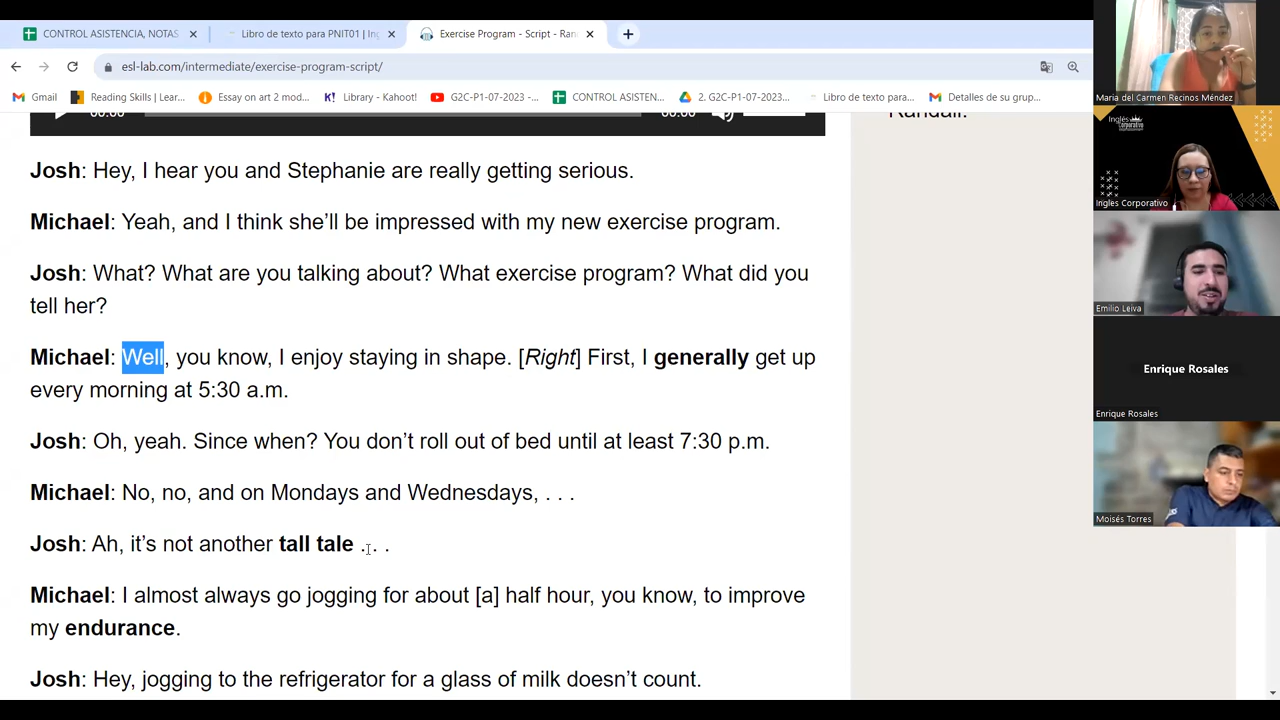 CONTROL ASISTENCIA, NOTAS
Libro de texto para PNIT01 | Ing
Exercise Program - Script - Ran
esl-lab.com/intermediate/exercise-program-script/
Gmail
Reading Skills | Lear...
Essay on art 2 mod...
Library - Kahoot!
G2C-P1-07-2023 -...
CONTROL ASISTEN...
2. G2C-P1-07-2023...
Libro de texto para...
Detalles de su grup...
00:00
00:00
Randall.
Josh: Hey, I hear you and Stephanie are really getting serious.
Michael: Yeah, and I think she’ll be impressed with my new exercise program.
Josh: What? What are you talking about? What exercise program? What did you
tell her?
Michael: Well, you know, I enjoy staying in shape. [Right] First, I generally get up
every morning at 5:30 a.m.
Josh: Oh, yeah. Since when? You don’t roll out of bed until at least 7:30 p.m.
Michael: No, no, and on Mondays and Wednesdays, . . .
Josh: Ah, it’s not another tall tale . . .
Michael: I almost always go jogging for about [a] half hour, you know, to improve
my endurance.
Josh: Hey, jogging to the refrigerator for a glass of milk doesn’t count.
Maria del Carmen Recinos Méndez
Inglés
Corporativo
Ingles Corporativo
Emilio Leiva
Enrique Rosales
Enrique Rosales
Moisés Torres